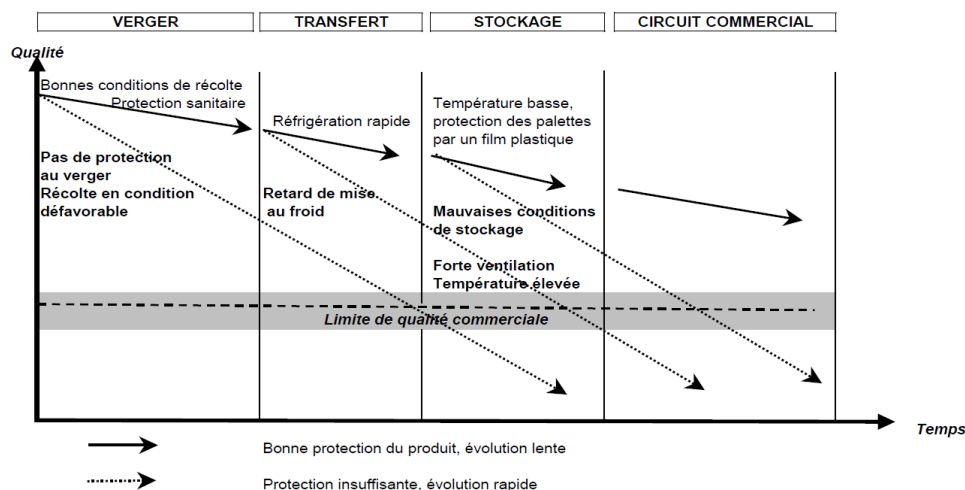 VERGER
TRANSFERT
STOCKAGE
CIRCUIT COMMERCIAL
Qualité
Bonnes conditions de récolte
Protection sanitaire
Réfrigération rapide
Température basse,
protection des palettes
par un film plastique
Pas de protection
au verger
Récolte en condition
défavorable
Retard de mise
au froid
Mauvaises conditions
de stockage
Forte ventilation
Température élevée
Limite de qualité commerciale
Temps
Bonne protection du produit, évolution lente
Protection insuffisante, évolution rapide